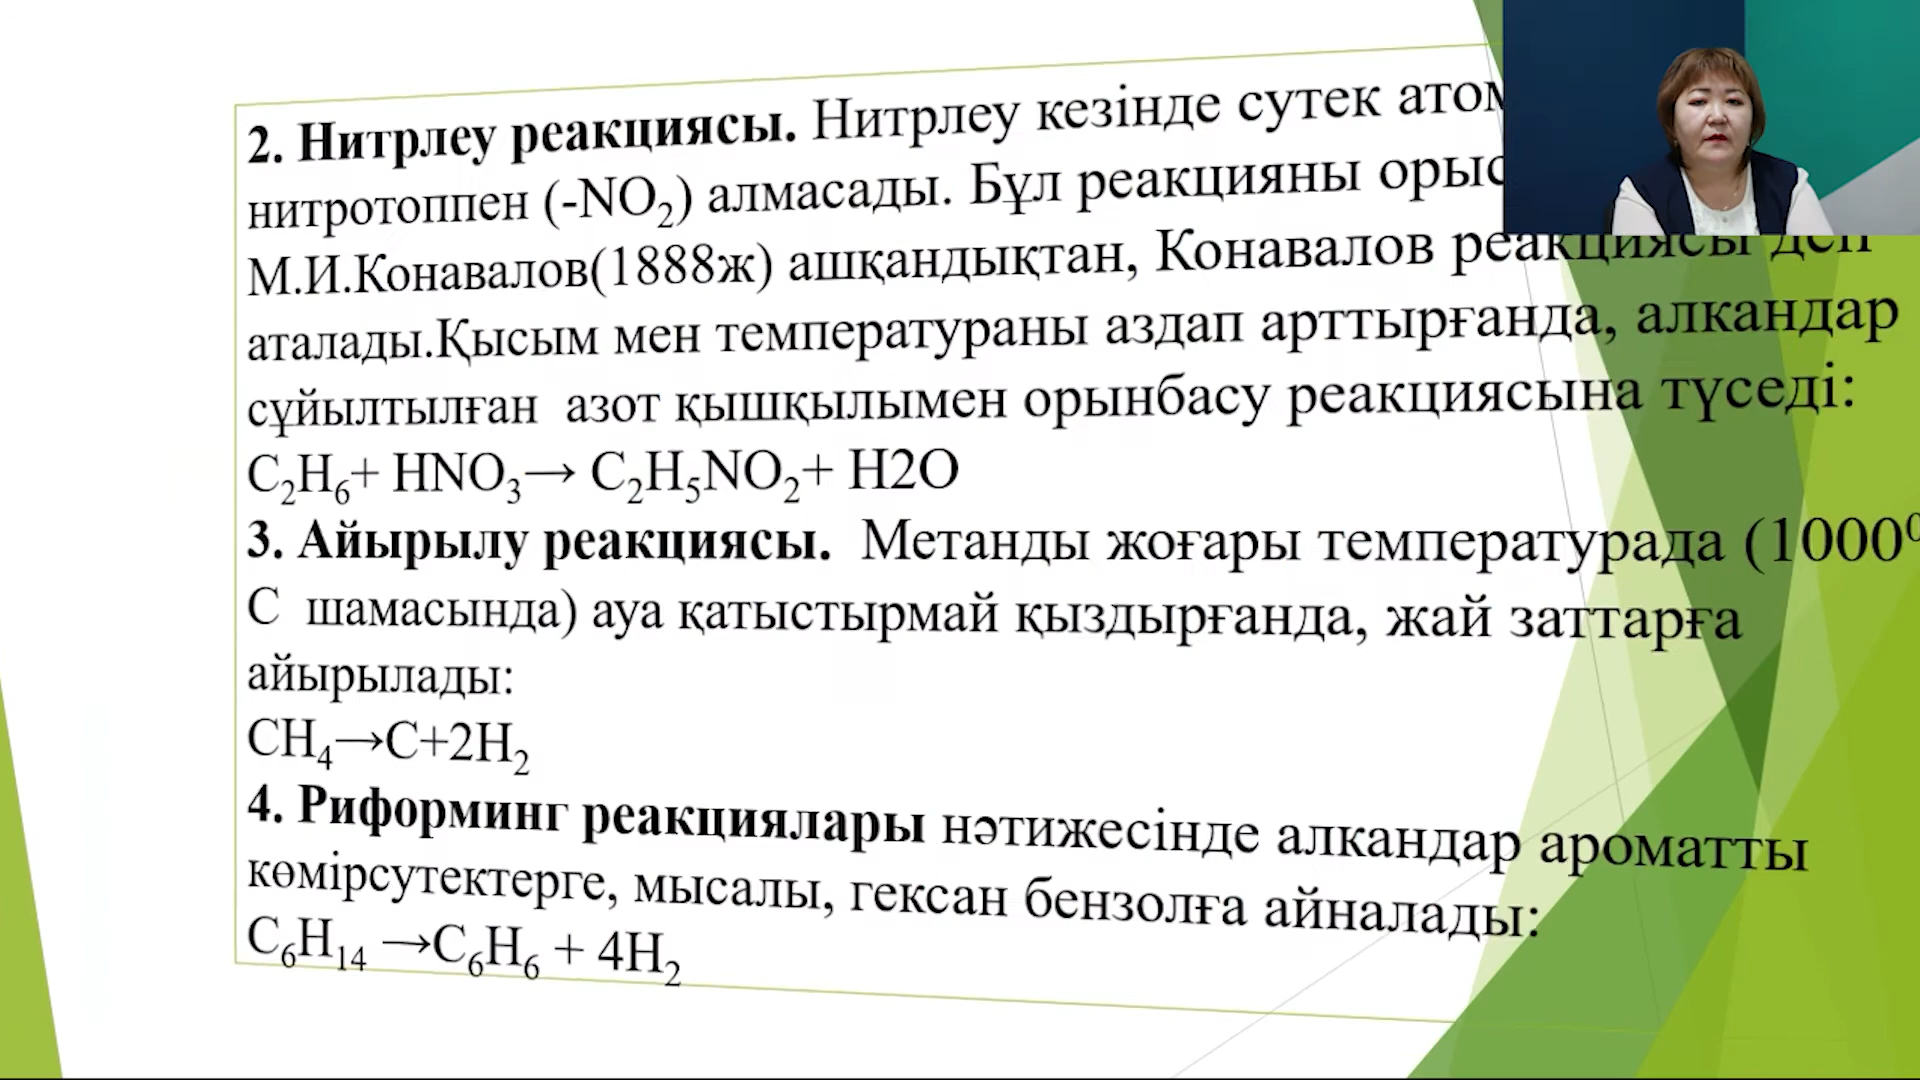 2. Нитрлеу реакциясы. Нитрлеу кезінде сутек
нитротоппен (-NO₂) алмасады. Бұл реакцияны
М.И.Конавалов(1888ж) ашқандықтан, Конавалов реакциясы деп
аталады.Қысым мен температураны аздап арттырғанда, алкандар
сұйылтылған азот қышқылымен орынбасу реакциясына түседі:
C₂H₆+ HNO₃→ C₂H₅NO₂+ H2O
3. Айырылу реакциясы. Метанды жоғары температурада (1000⁰
С шамасында) ауа қатыстырмай қыздырғанда, жай заттарға
айырылады:
CH₄→C+2H₂
4. Риформинг реакциялары нәтижесінде алкандар ароматты
көмірсутектерге, мысалы, гексан бензолға айналады:
C₆H₁₄ →C₆H₆ + 4H₂